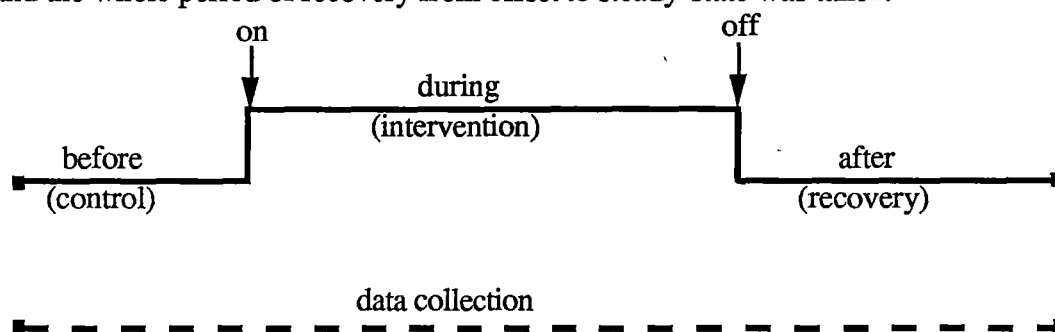 on off
during
(intervention)
before after
(control) (recovery)
data collection